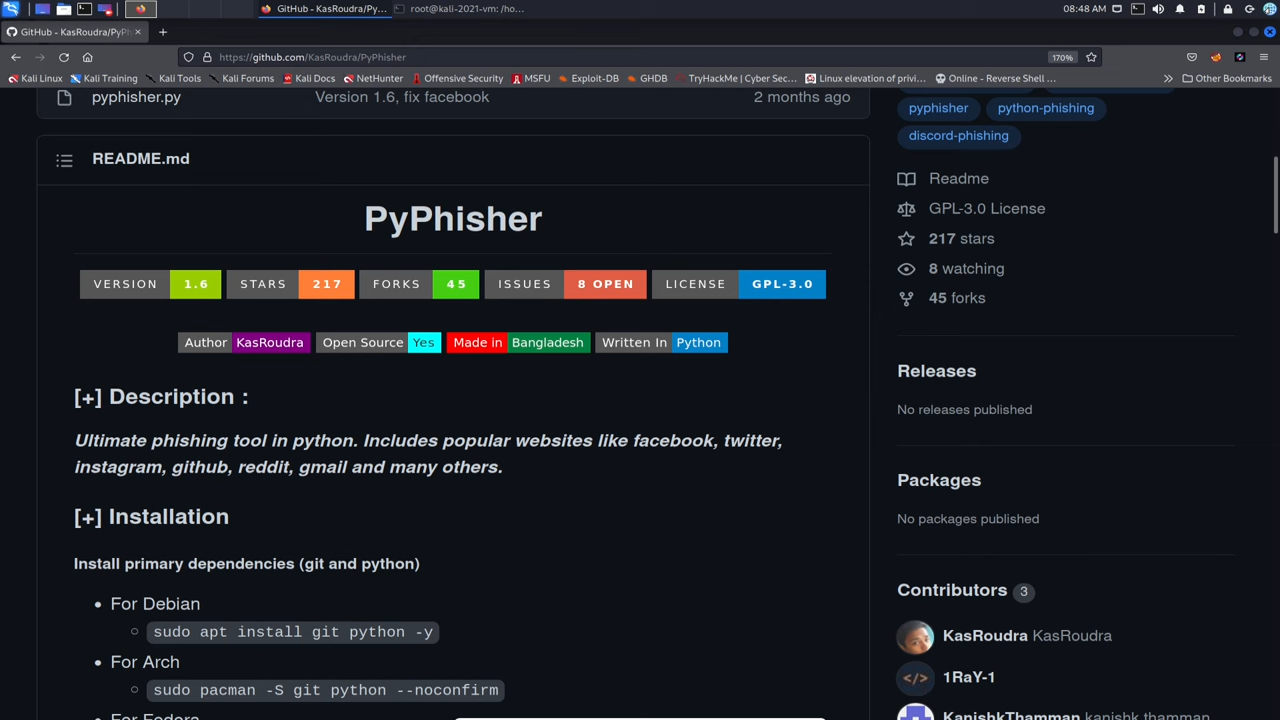 GitHub - KasRoudra/Py...
root@kali-2021-vm: /ho...
08:48 AM
GitHub - KasRoudra/PyPh
https://github.com/KasRoudra/PyPhisher
170%
Kali Linux
Kali Training
Kali Tools
Kali Forums
Kali Docs
NetHunter
Offensive Security
MSFU
Exploit-DB
GHDB
TryHackMe | Cyber Sec...
Linux elevation of privi...
Online - Reverse Shell ...
Other Bookmarks
pyphisher.py
Version 1.6, fix facebook
2 months ago
pyphisher
python-phishing
discord-phishing
README.md
Readme
GPL-3.0 License
217 stars
8 watching
45 forks
PyPhisher
VERSION 1.6
STARS 217
FORKS 45
ISSUES 8 OPEN
LICENSE GPL-3.0
Author KasRoudra
Open Source Yes
Made in Bangladesh
Written In Python
[+] Description :
Ultimate phishing tool in python. Includes popular websites like facebook, twitter,
instagram, github, reddit, gmail and many others.
[+] Installation
Install primary dependencies (git and python)
• For Debian
○ sudo apt install git python -y
• For Arch
○ sudo pacman -S git python --noconfirm
Releases
No releases published
Packages
No packages published
Contributors 3
KasRoudra KasRoudra
1RaY-1
KanishkThamman kanishk thamman